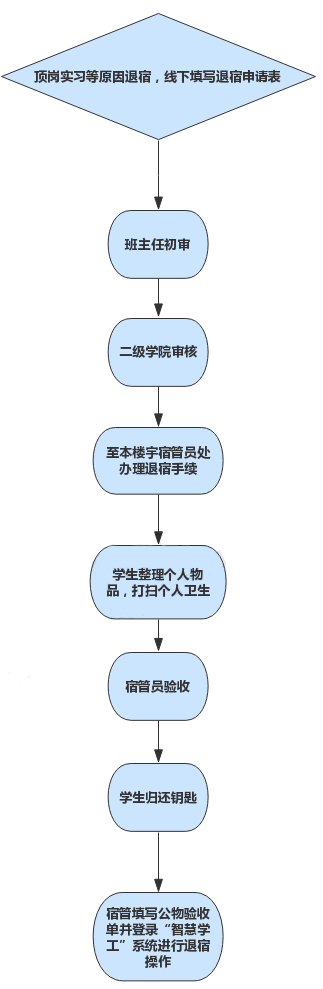 顶岗实习等原因退宿，线下填写退宿申请表
班主任初审
二级学院审核
至本楼宇宿管员处
办理退宿手续
学生整理个人物
品，打扫个人卫生
宿管员验收
学生归还钥匙
宿管填写公物验收
单并登录“智慧学
工”系统进行退宿
操作